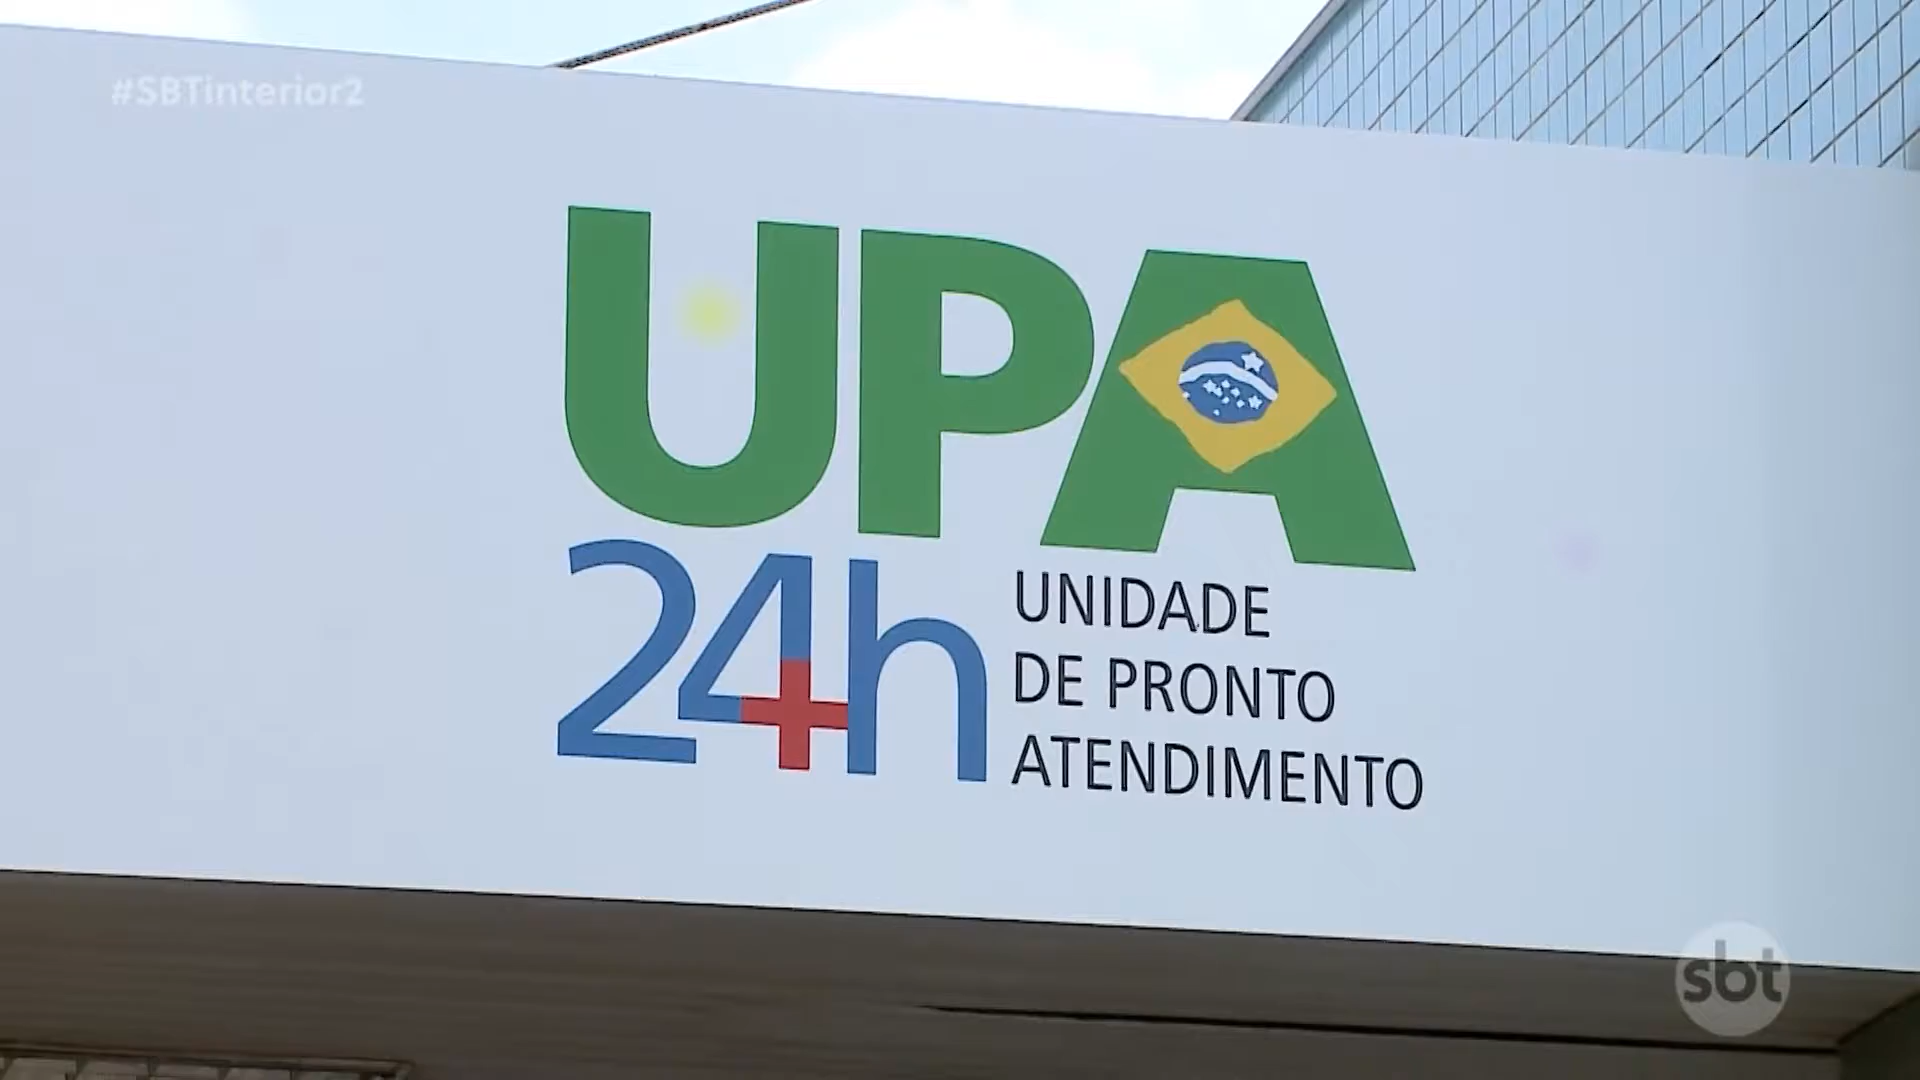 #SBTinterior2
UPA
24h
UNIDADE
DE PRONTO
ATENDIMENTO
sbt